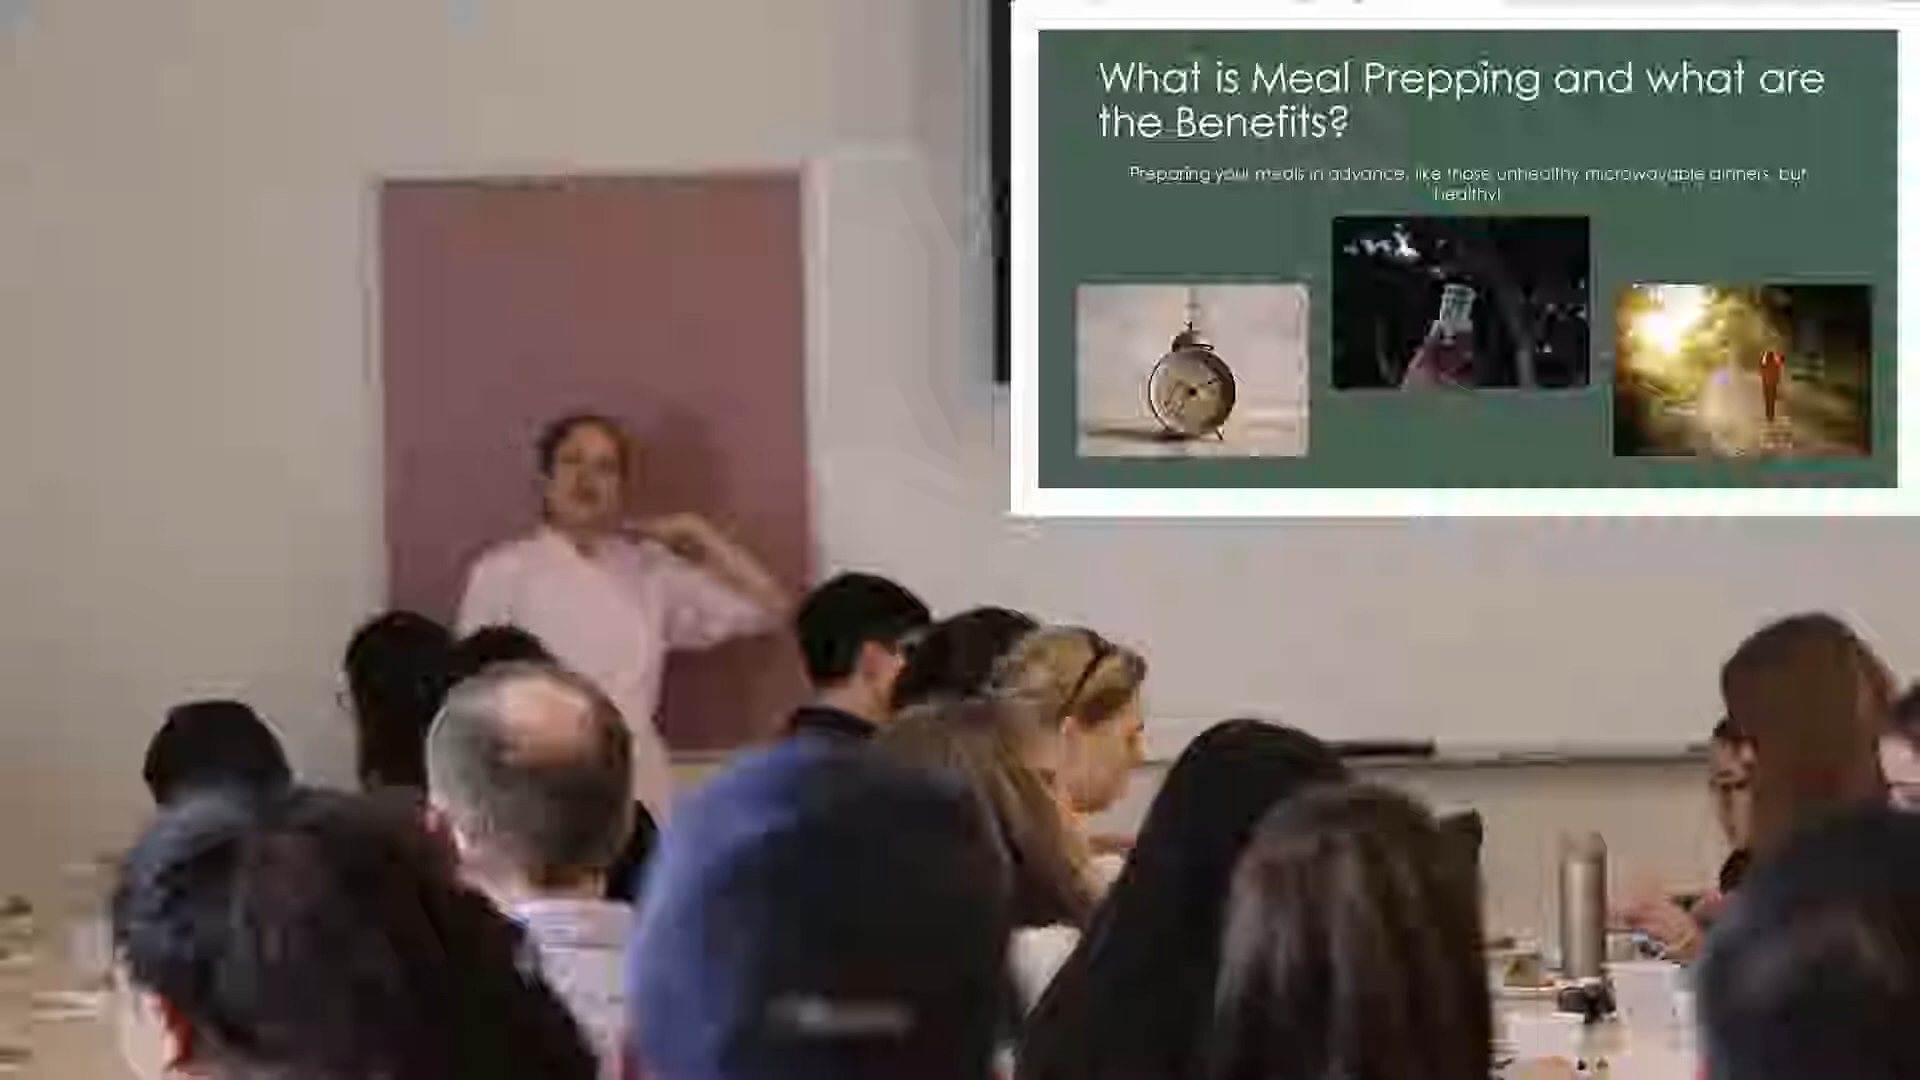 What is Meal Prepping and what are
the Benefits?
Preparing your meals in advance, like those unhealthy microwavable dinners, but
healthy!